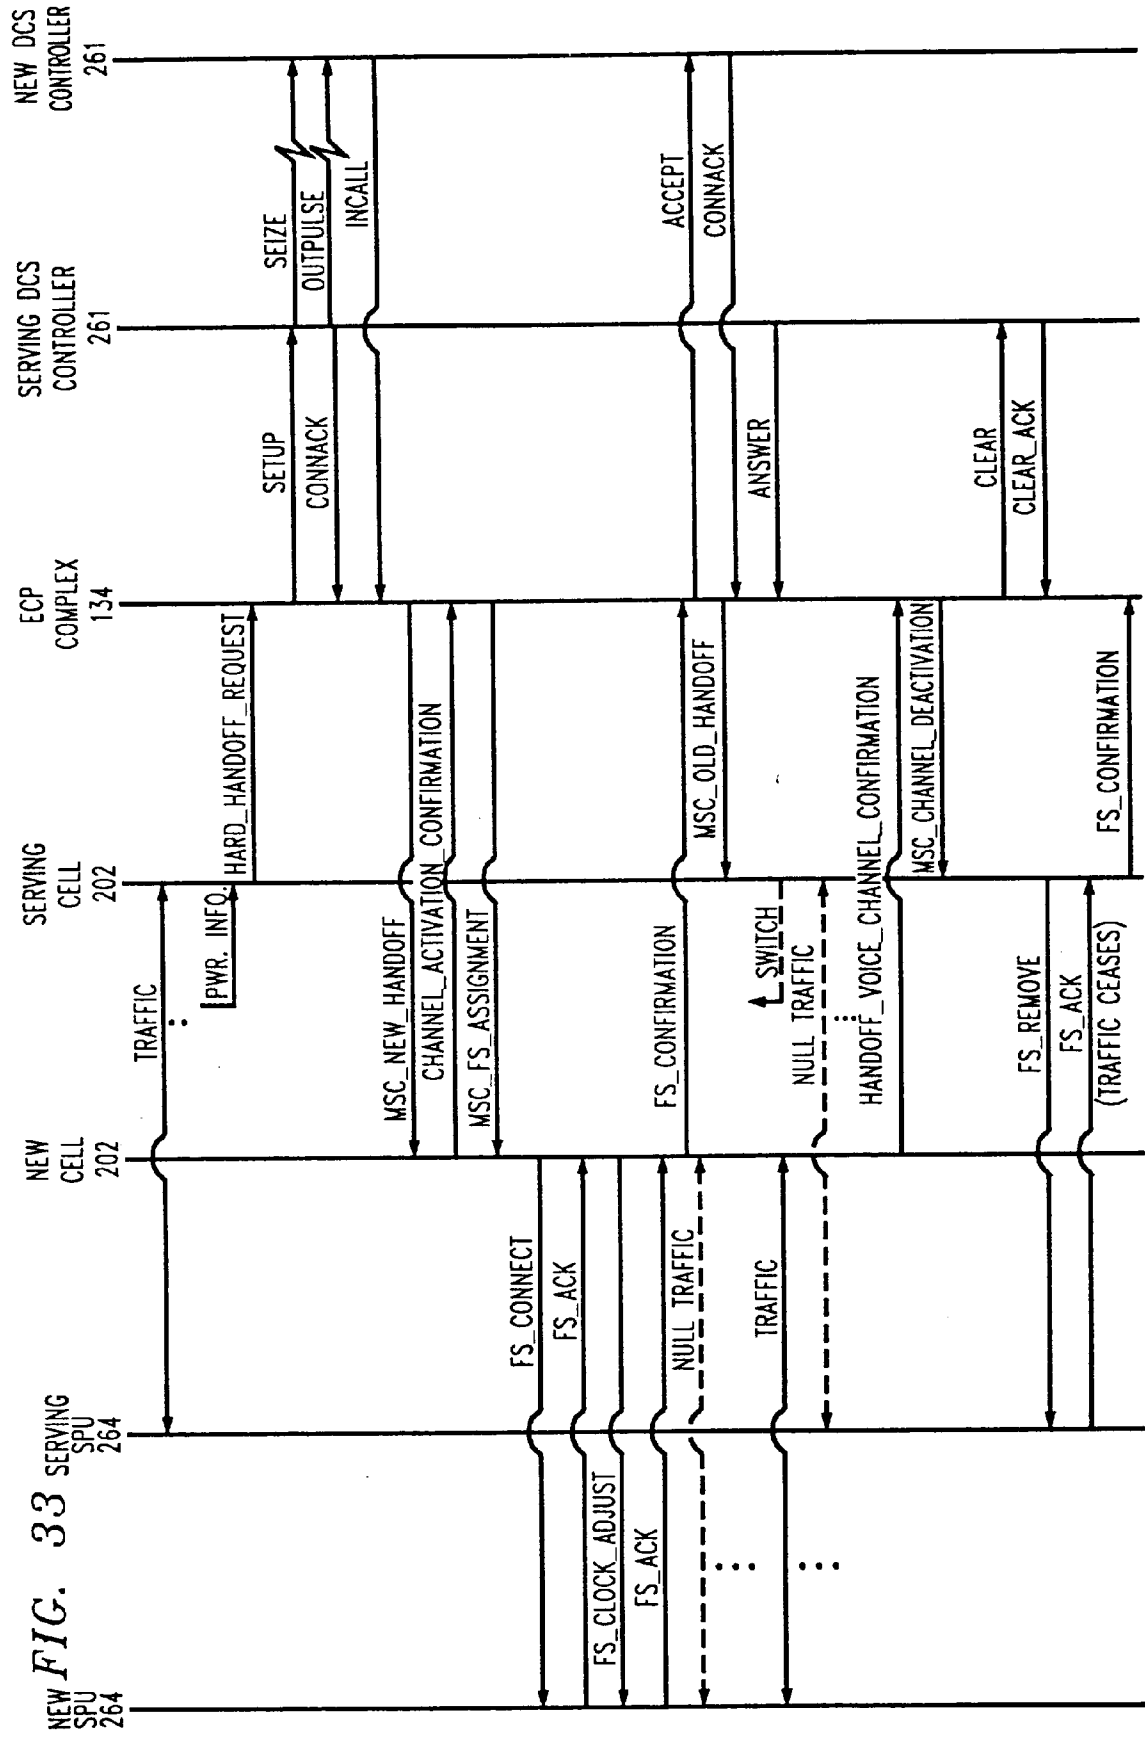 FIG. 33
NEW
SPU
264
SERVING
SPU
264
NEW
CELL
202
SERVING
CELL
202
ECP
COMPLEX
134
SERVING DCS
CONTROLLER
261
NEW DCS
CONTROLLER
261
TRAFFIC
PWR. INFO.
HARD_HANDOFF_REQUEST
SETUP
SEIZE
CONNACK
OUTPULSE
INCALL
MSC_NEW_HANDOFF
CHANNEL_ACTIVATION_CONFIRMATION
MSC_FS_ASSIGNMENT
FS_CONNECT
FS_ACK
FS_CLOCK_ADJUST
FS_ACK
FS_CONFIRMATION
NULL TRAFFIC
ACCEPT
MSC_OLD_HANDOFF
CONNACK
ANSWER
SWITCH
TRAFFIC
NULL TRAFFIC
HANDOFF_VOICE_CHANNEL_CONFIRMATION
MSC_CHANNEL_DEACTIVATION
CLEAR
CLEAR_ACK
FS_REMOVE
FS_ACK
(TRAFFIC CEASES)
FS_CONFIRMATION